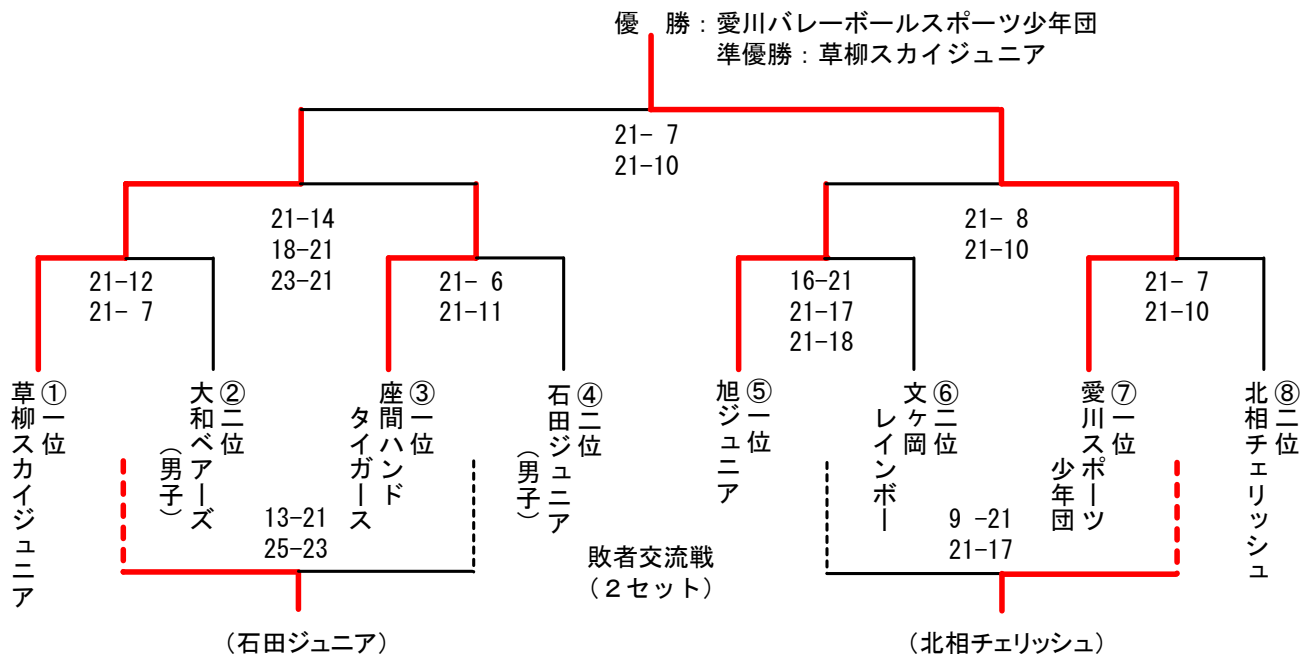 優　勝：愛川バレーボールスポーツ少年団
準優勝：草柳スカイジュニア
21- 7
21-10
21-14
18-21
23-21
21- 8
21-10
21-12
21- 7
21- 6
21-11
16-21
21-17
21-18
21- 7
21-10
①一位
草柳スカイジュニア
②二位
大和ベアーズ
（男子）
③一位
座間ハンド
タイガース
④二位
石田ジュニア
（男子）
⑤一位
旭ジュニア
⑥二位
文ヶ岡
レインボー
⑦一位
愛川スポーツ
少年団
⑧二位
北相チェリッシュ
13-21
25-23
敗者交流戦
（２セット）
9 -21
21-17
（石田ジュニア）
（北相チェリッシュ）